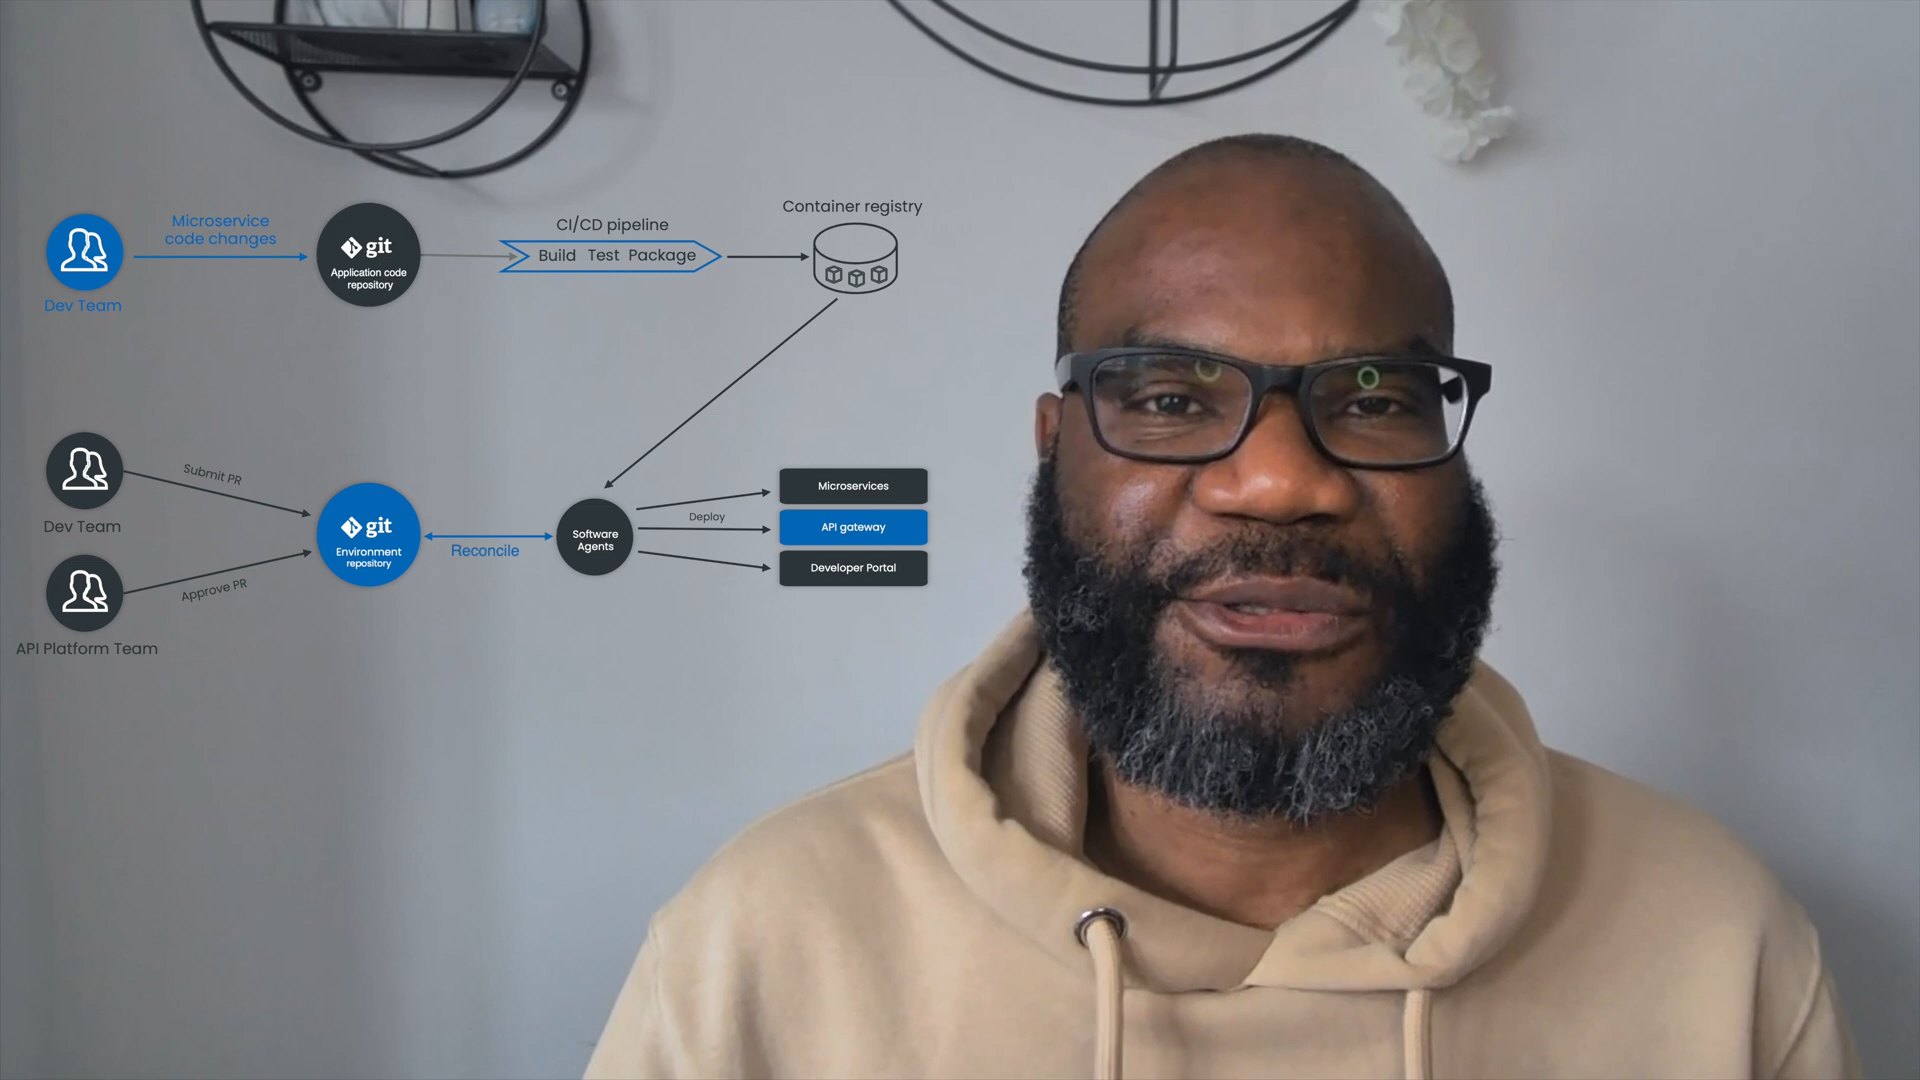 Container registry
Microservice
code changes
CI/CD pipeline
git
Build Test Package
Application code
repository
Dev Team
Submit PR
Microservices
Deploy
git
API gateway
Dev Team
Software
Agents
Environment
repository
Reconcile
Developer Portal
Approve PR
API Platform Team